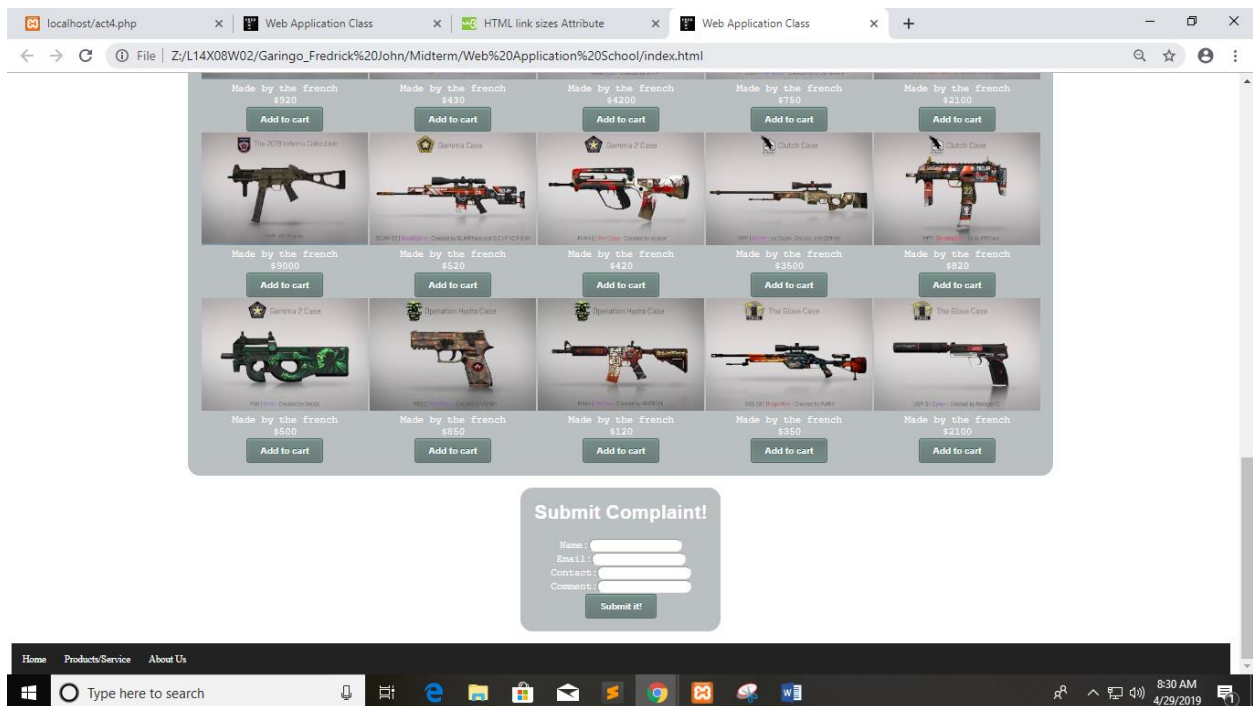 localhost/act4.php
Web Application Class
HTML link sizes Attribute
Web Application Class
File
Z:/L14X08W02/Garingo_Fredrick%20John/Midterm/Web%20Application%20School/index.html
Made by the french Made by the french Made by the french Made by the french Made by the french
$920 $430 $4200 $750 $2100
Add to cart Add to cart Add to cart Add to cart Add to cart
The 2018 Inferno Collection Gamma Case Gamma 2 Case Clutch Case Clutch Case
Made by the french Made by the french Made by the french Made by the french Made by the french
$9000 $520 $420 $3500 $820
Add to cart Add to cart Add to cart Add to cart Add to cart
Gamma 2 Case Operation Hydra Case Operation Hydra Case The Glove Case The Glove Case
Made by the french Made by the french Made by the french Made by the french Made by the french
$500 $850 $120 $350 $2100
Add to cart Add to cart Add to cart Add to cart Add to cart
Submit Complaint!
Name:
Email:
Contact:
Comment:
Submit it!
Home Products/Service About Us
Type here to search
8:30 AM
4/29/2019